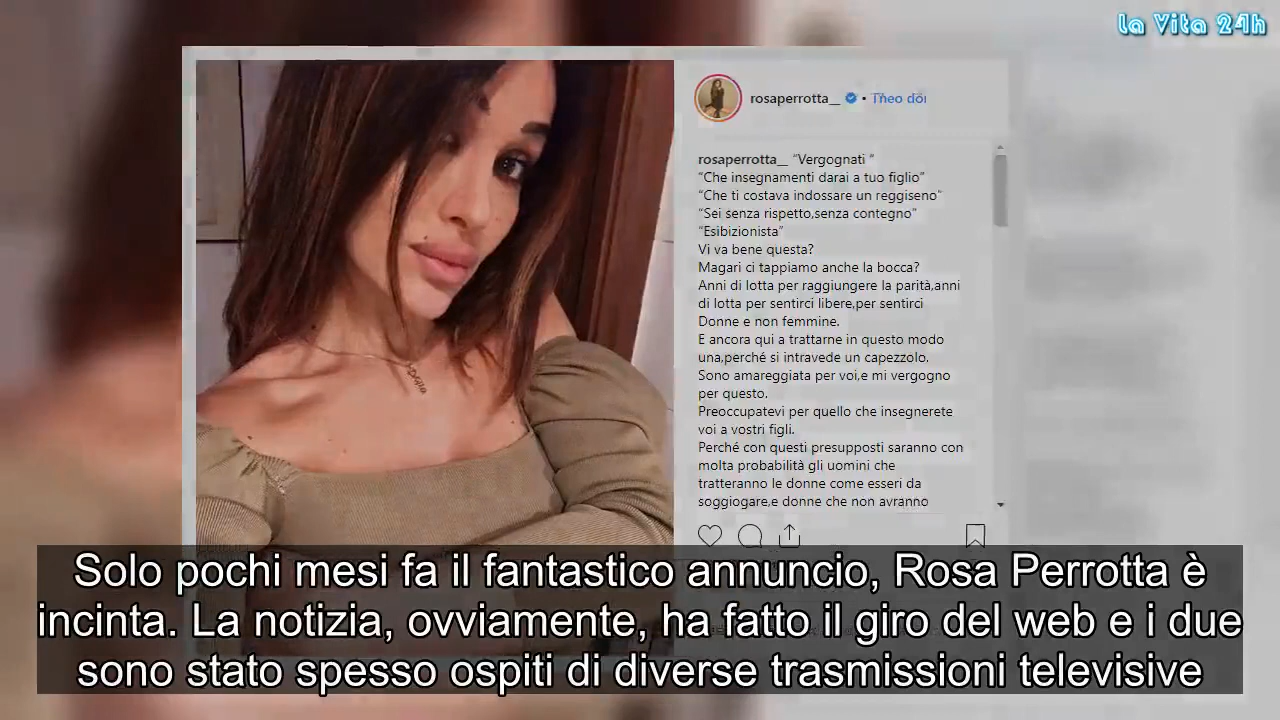 La Vita 24h
rosaperrotta__ • Theo dõi
rosaperrotta__ "Vergognati "
"Che insegnamenti darai a tuo figlio"
"Che ti costava indossare un reggiseno"
"Sei senza rispetto,senza contegno"
"Esibizionista"
Vi va bene questa?
Magari ci tappiamo anche la bocca?
Anni di lotta per raggiungere la parità,anni
di lotta per sentirci libere,per sentirci
Donne e non femmine.
E ancora qui a trattarne in questo modo
una,perché si intravede un capezzolo.
Sono amareggiata per voi,e mi vergogno
per questo.
Preoccupatevi per quello che insegnerete
voi a vostri figli.
Perché con questi presupposti saranno con
molta probabilità gli uomini che
tratteranno le donne come esseri da
soggiogare,e donne che non avranno
Solo pochi mesi fa il fantastico annuncio, Rosa Perrotta è
incinta. La notizia, ovviamente, ha fatto il giro del web e i due
sono stato spesso ospiti di diverse trasmissioni televisive